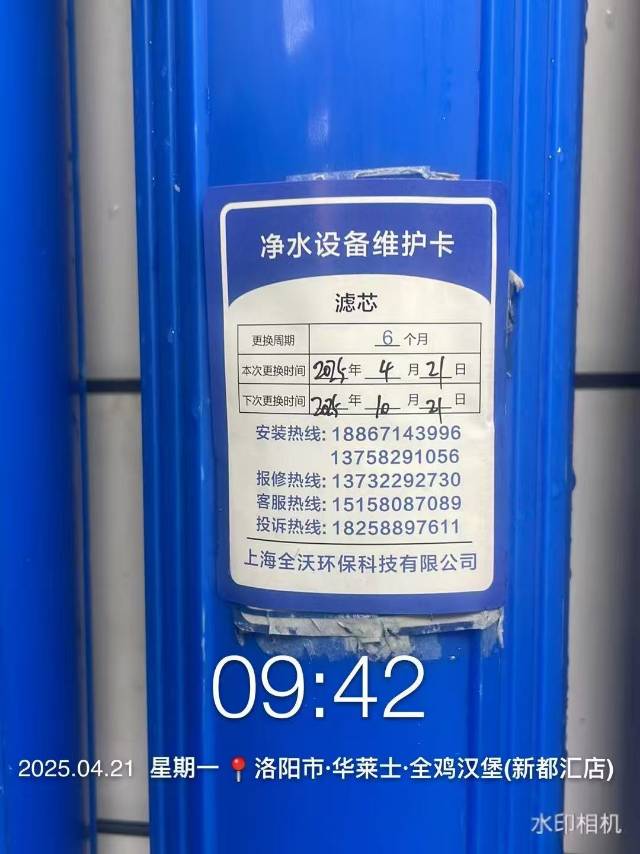 净水设备维护卡
滤芯
更换周期 6 个月
本次更换时间 2025 年 4 月 21 日
下次更换时间 2025 年 10 月 21 日
安装热线: 18867143996
13758291056
报修热线: 13732292730
客服热线: 15158087089
投诉热线: 18258897611
上海全沃环保科技有限公司
09:42
2025.04.21 星期一 洛阳市·华莱士·全鸡汉堡(新都汇店)
水印相机